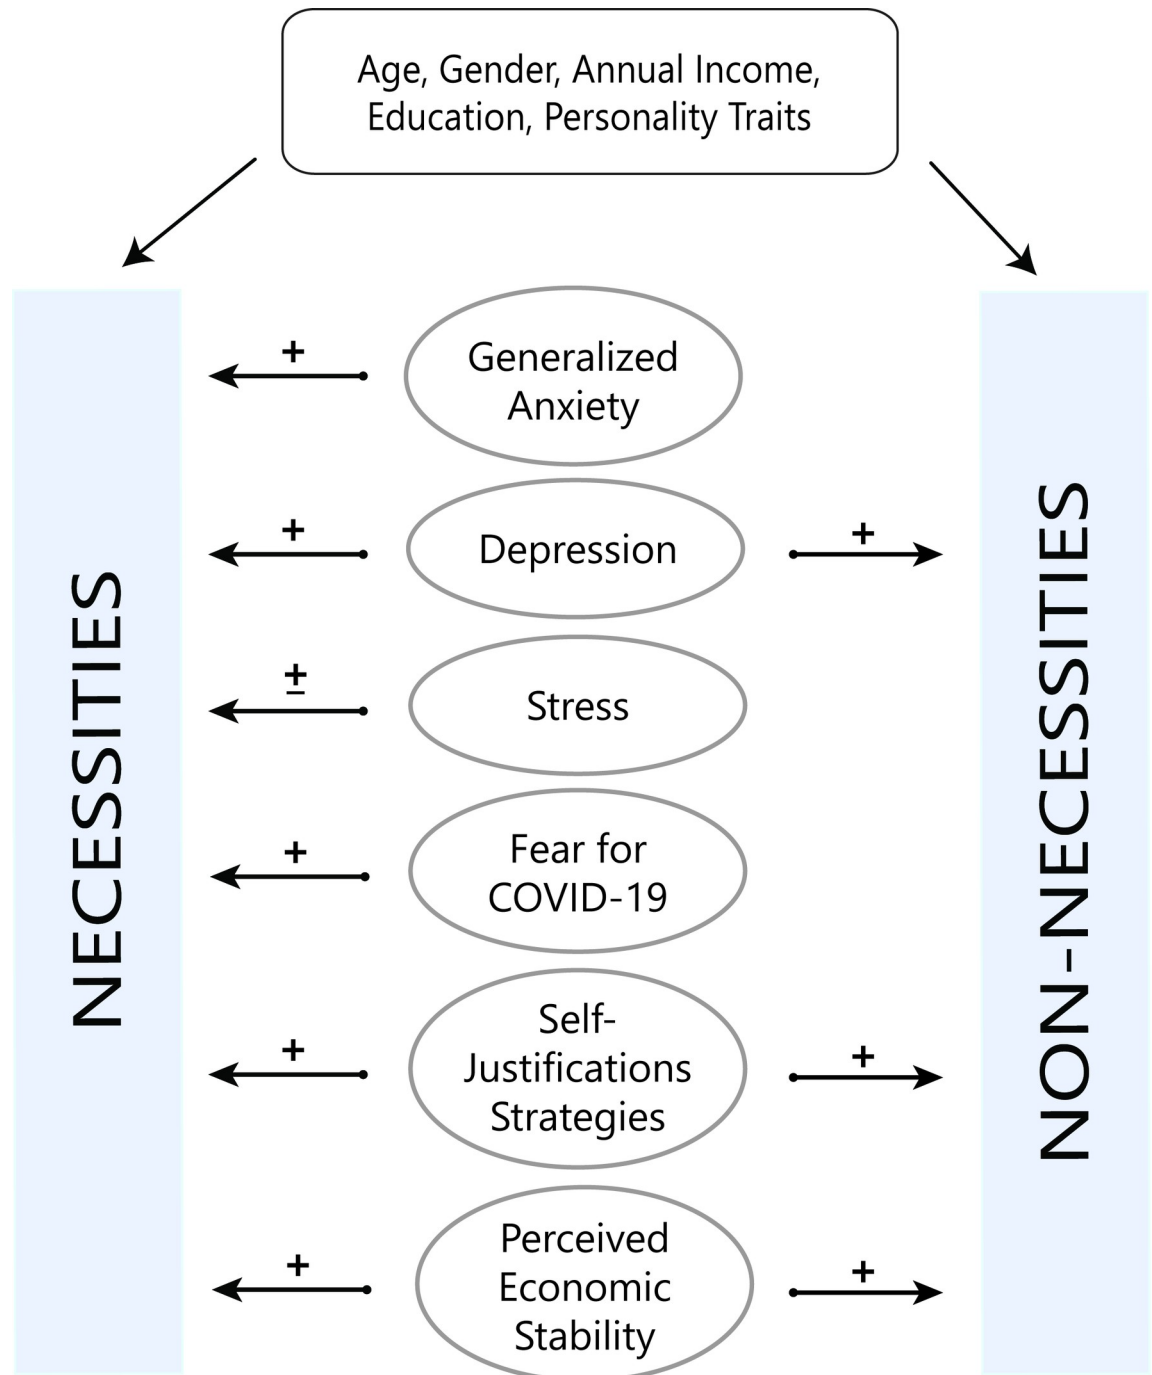 Age, Gender, Annual Income,
Education, Personality Traits
NECESSITIES
NON-NECESSITIES
+
Generalized
Anxiety
+
Depression
+
±
Stress
+
Fear for
COVID-19
+
Self-
Justifications
Strategies
+
+
Perceived
Economic
Stability
+